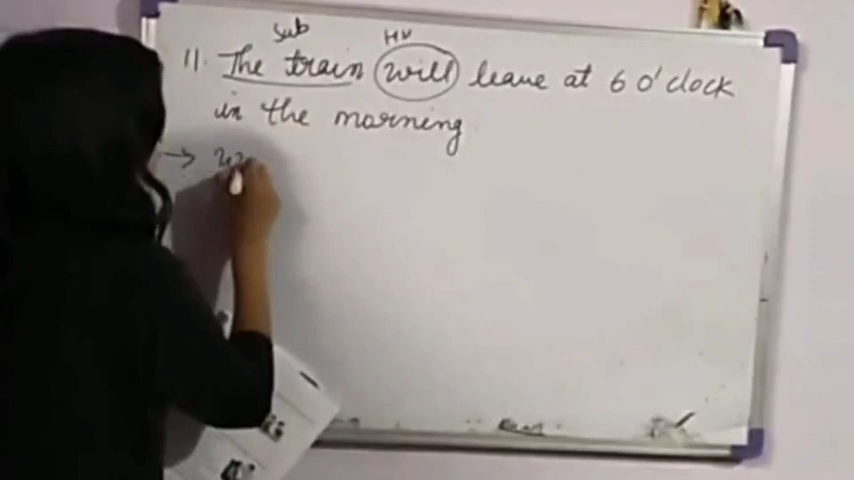 Sub HV
11. The train will leave at 6 o'clock
in the morning
→